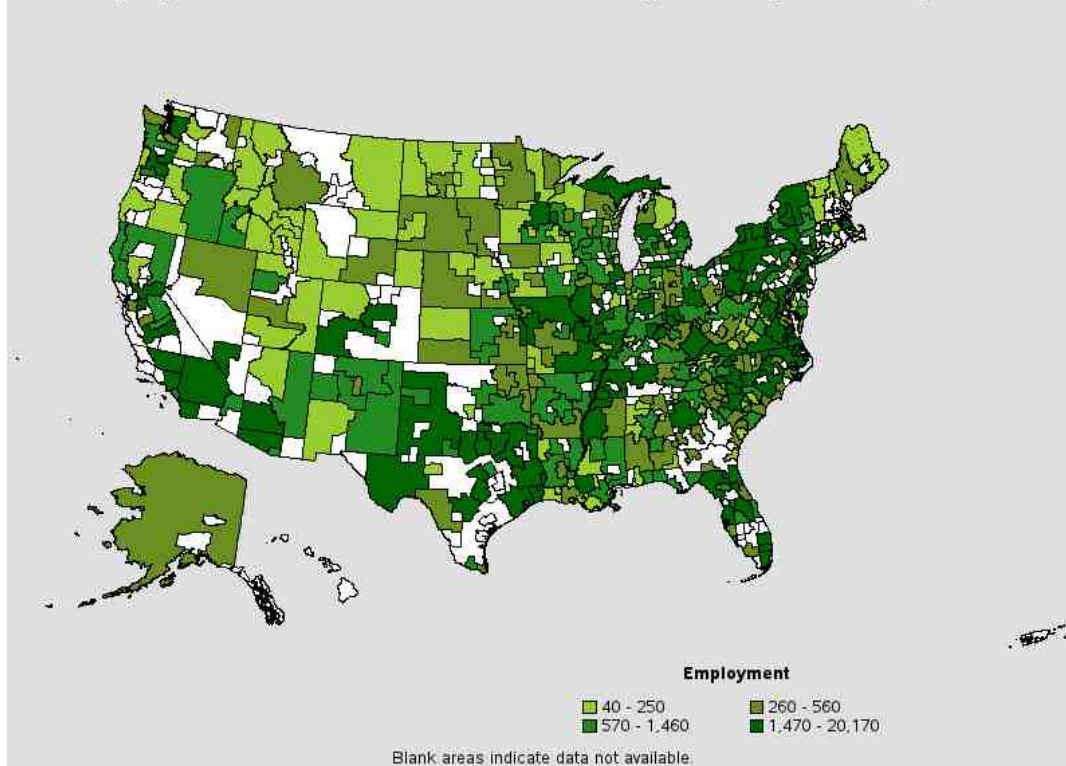 Employment
40 - 250 260 - 560
570 - 1,460 1,470 - 20,170
Blank areas indicate data not available.